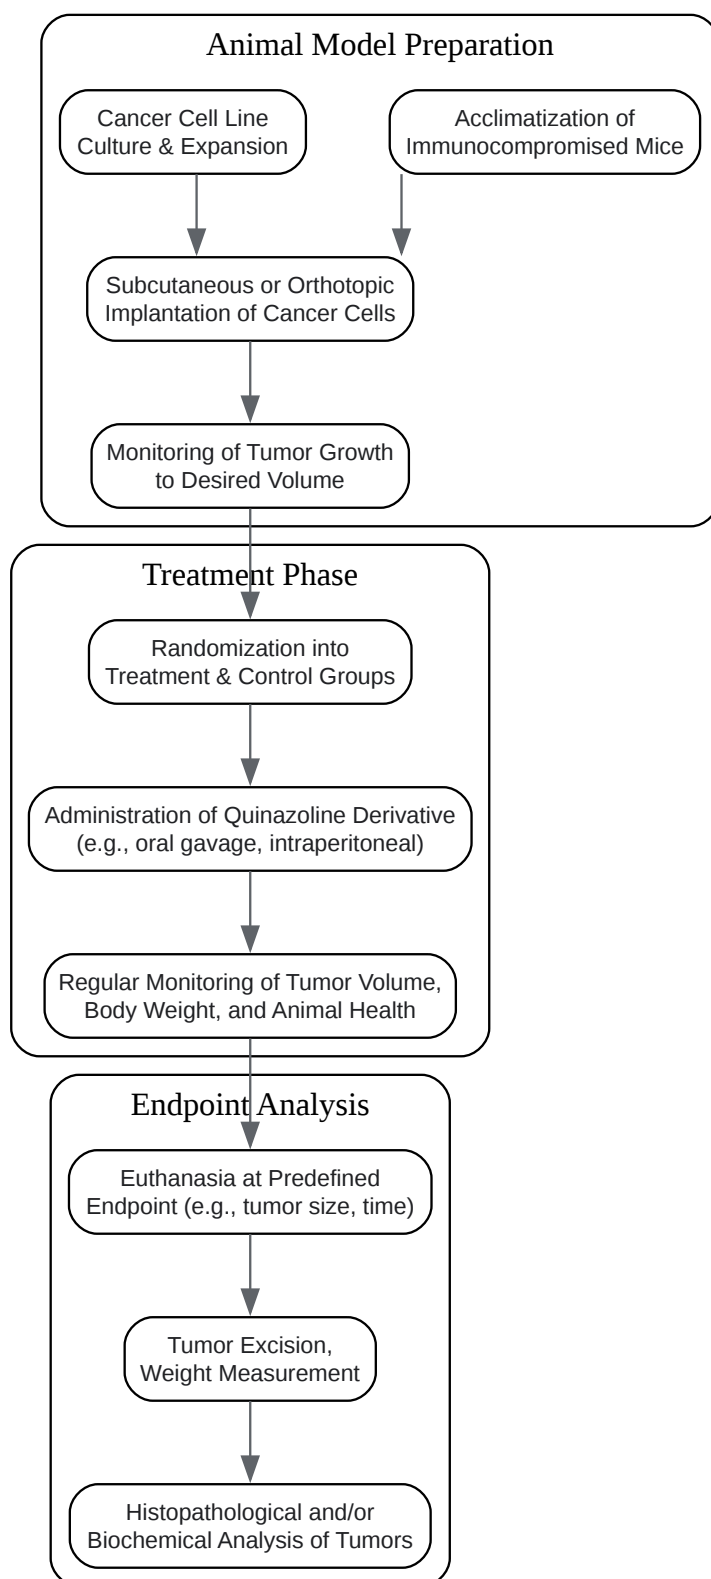 Animal Model Preparation
Cancer Cell Line
Culture & Expansion
Acclimatization of
Immunocompromised Mice
Subcutaneous or Orthotopic
Implantation of Cancer Cells
Monitoring of Tumor Growth
to Desired Volume
Treatment Phase
Randomization into
Treatment & Control Groups
Administration of Quinazoline Derivative
(e.g., oral gavage, intraperitoneal)
Regular Monitoring of Tumor Volume,
Body Weight, and Animal Health
Endpoint Analysis
Euthanasia at Predefined
Endpoint (e.g., tumor size, time)
Tumor Excision,
Weight Measurement
Histopathological and/or
Biochemical Analysis of Tumors